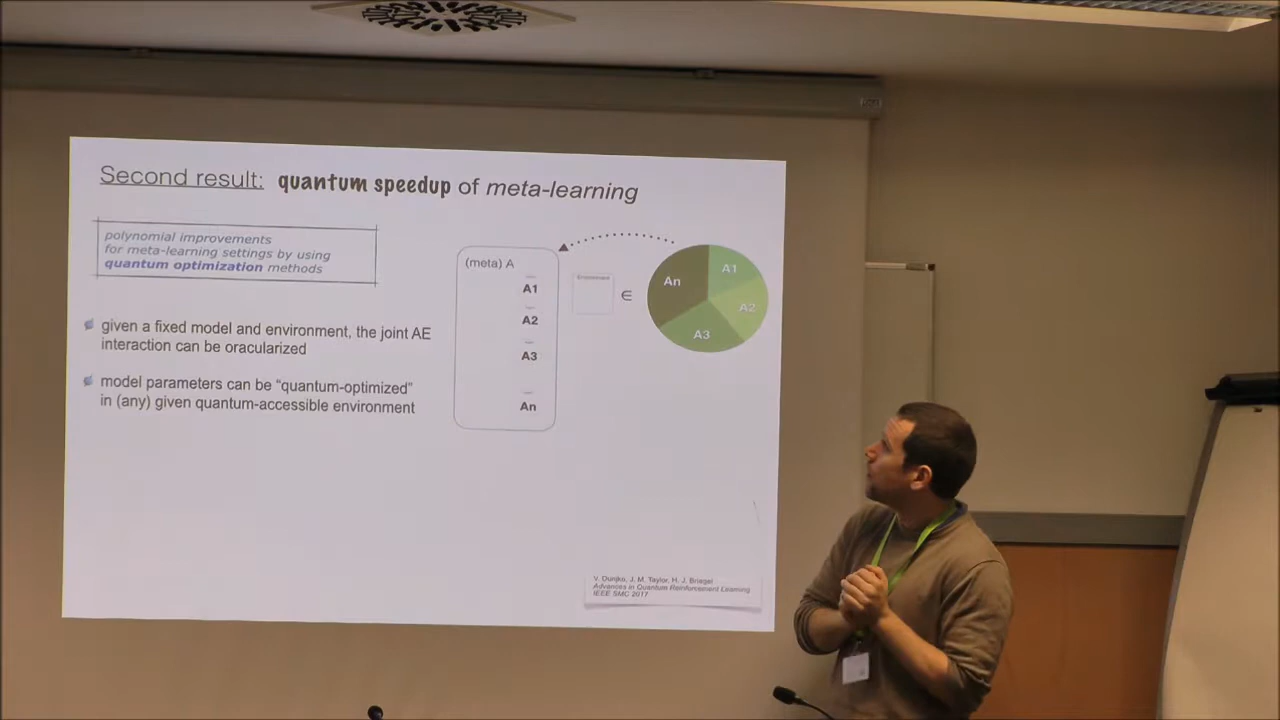 Second result: quantum speedup of meta-learning
polynomial improvements
for meta-learning settings by using
quantum optimization methods
given a fixed model and environment, the joint AE
interaction can be oracularized
model parameters can be “quantum-optimized”
in (any) given quantum-accessible environment
(meta) A
A1
A2
A3
An
Environment
∈
An
A1
A2
A3
V. Dunjko, J. M. Taylor, H. J. Briegel
Advances in Quantum Reinforcement Learning
IEEE SMC 2017